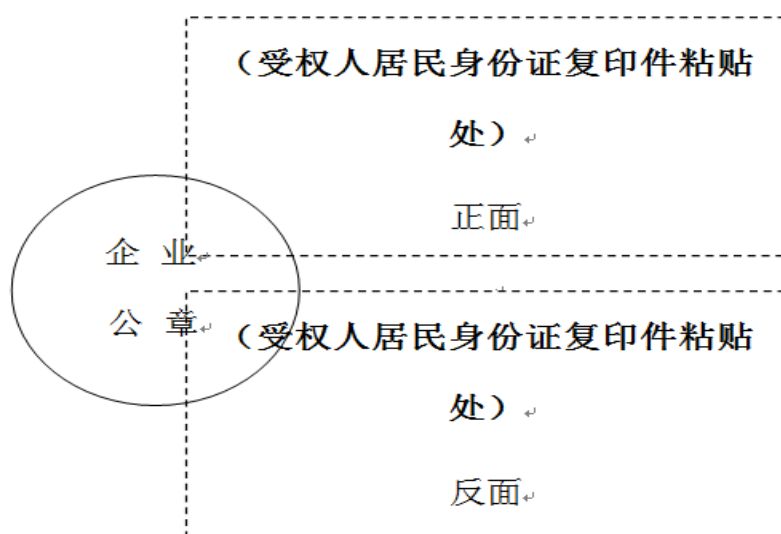 （受权人居民身份证复印件粘贴
处）
正面
企 业
公 章
（受权人居民身份证复印件粘贴
处）
反面